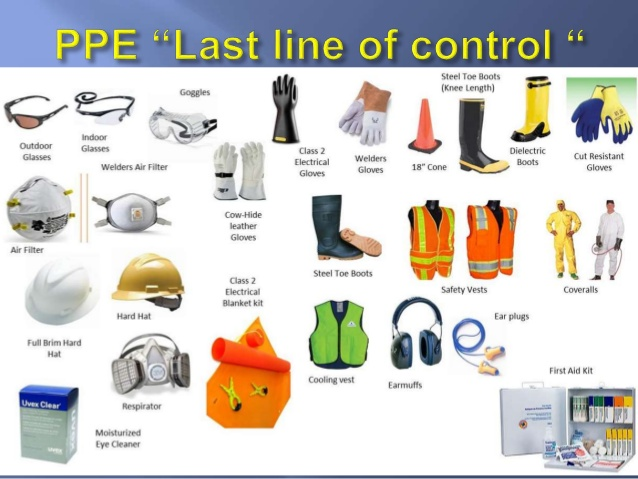 PPE “Last line of control “
Goggles
Outdoor
Glasses
Indoor
Glasses
Welders Air Filter
Class 2
Electrical
Gloves
Welders
Gloves
18" Cone
Steel Toe Boots
(Knee Length)
Dielectric
Boots
Cut Resistant
Gloves
Air Filter
Cow-Hide
leather
Gloves
Steel Toe Boots
Safety Vests
Coveralls
Full Brim Hard
Hat
Hard Hat
Class 2
Electrical
Blanket kit
Cooling vest
Earmuffs
Ear plugs
Respirator
First Aid Kit
Uvex Clear
Moisturized
Eye Cleaner